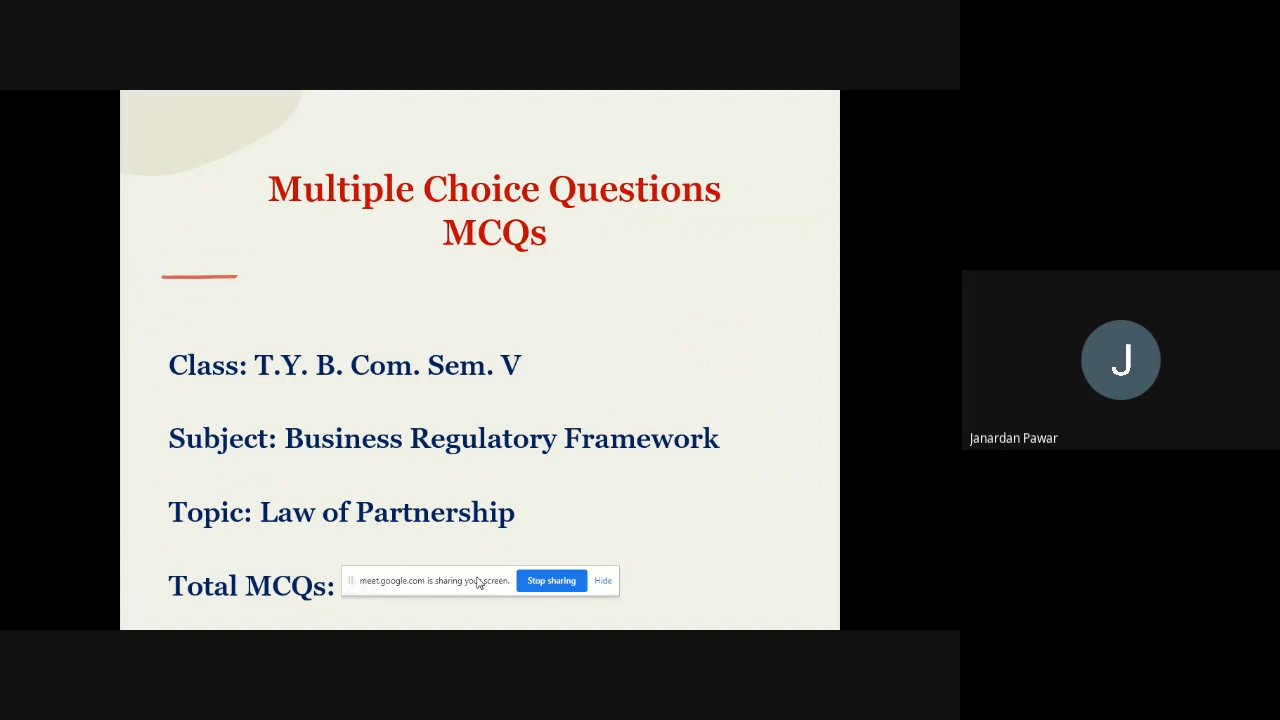 Multiple Choice Questions
MCQs
Class: T.Y. B. Com. Sem. V
Subject: Business Regulatory Framework
Topic: Law of Partnership
Total MCQs:
meet.google.com is sharing your screen.
Stop sharing
Hide
J
Janardan Pawar